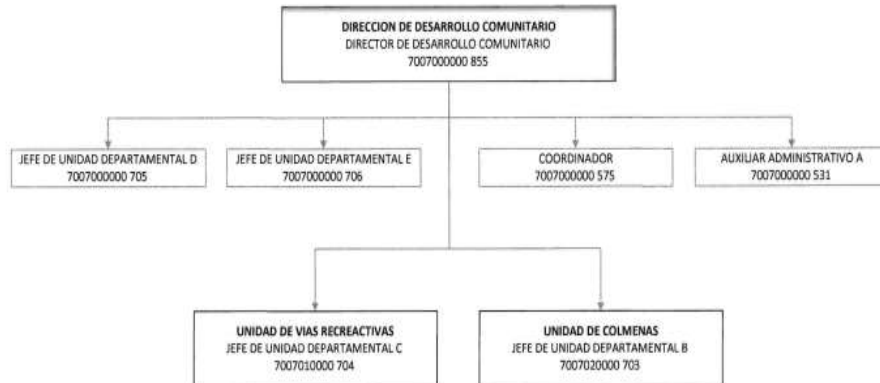 DIRECCION DE DESARROLLO COMUNITARIO
DIRECTOR DE DESARROLLO COMUNITARIO
7007000000 855
JEFE DE UNIDAD DEPARTAMENTAL D
7007000000 705
JEFE DE UNIDAD DEPARTAMENTAL E
7007000000 706
COORDINADOR
7007000000 575
AUXILIAR ADMINISTRATIVO A
7007000000 531
UNIDAD DE VIAS RECREACTIVAS
JEFE DE UNIDAD DEPARTAMENTAL C
7007010000 704
UNIDAD DE COLMENAS
JEFE DE UNIDAD DEPARTAMENTAL B
7007020000 703